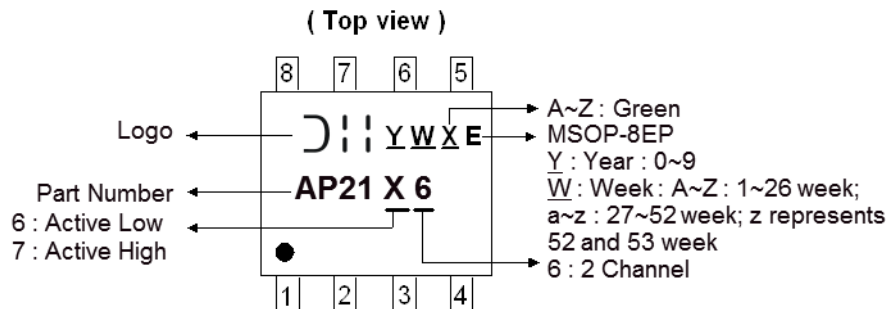 ( Top view )
8 7 6 5
Logo
Y W X E
A~Z : Green
MSOP-8EP
Y : Year : 0~9
W : Week : A~Z : 1~26 week;
a~z : 27~52 week; z represents
52 and 53 week
Part Number
AP21 X 6
6 : Active Low
7 : Active High
6 : 2 Channel
1 2 3 4